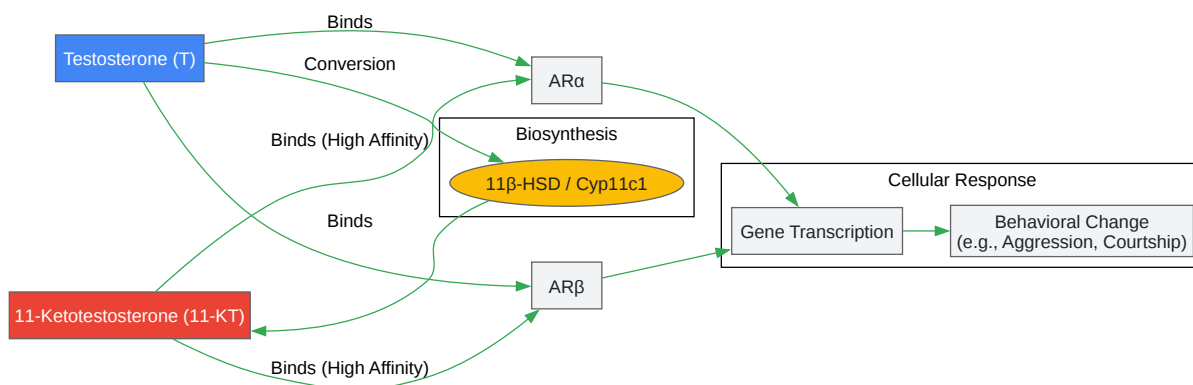 Binds
Testosterone (T)
Conversion
ARα
Binds (High Affinity)
Biosynthesis
11β-HSD / Cyp11c1
Cellular Response
Binds
Gene Transcription
Behavioral Change
(e.g., Aggression, Courtship)
ARβ
11-Ketotestosterone (11-KT)
Binds (High Affinity)